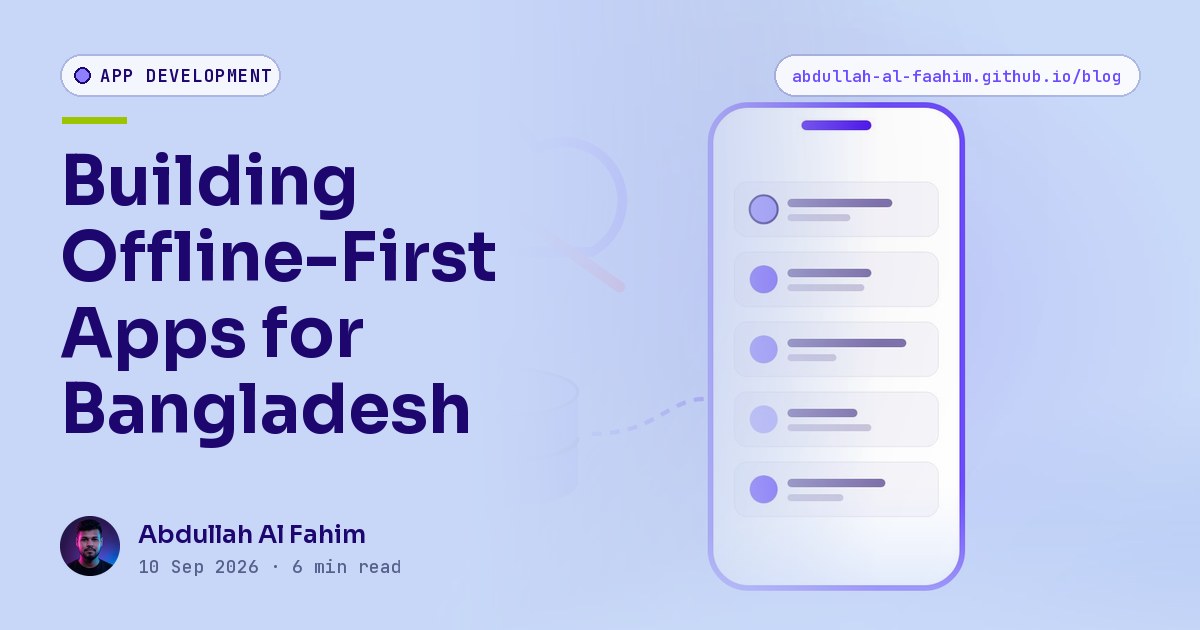 APP DEVELOPMENT
abdullah-al-faahim.github.io/blog
Building
Offline-First
Apps for
Bangladesh
Abdullah Al Fahim
10 Sep 2026 · 6 min read